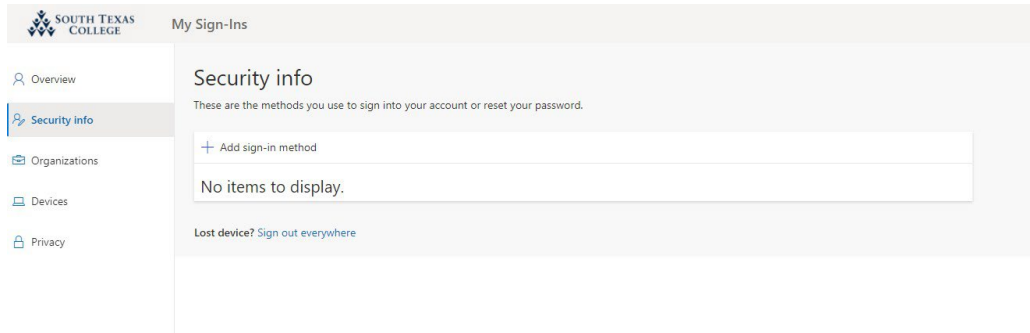 SOUTH TEXAS
COLLEGE
My Sign-Ins
Overview
Security info
Organizations
Devices
Privacy
Security info
These are the methods you use to sign into your account or reset your password.
Add sign-in method
No items to display.
Lost device? Sign out everywhere